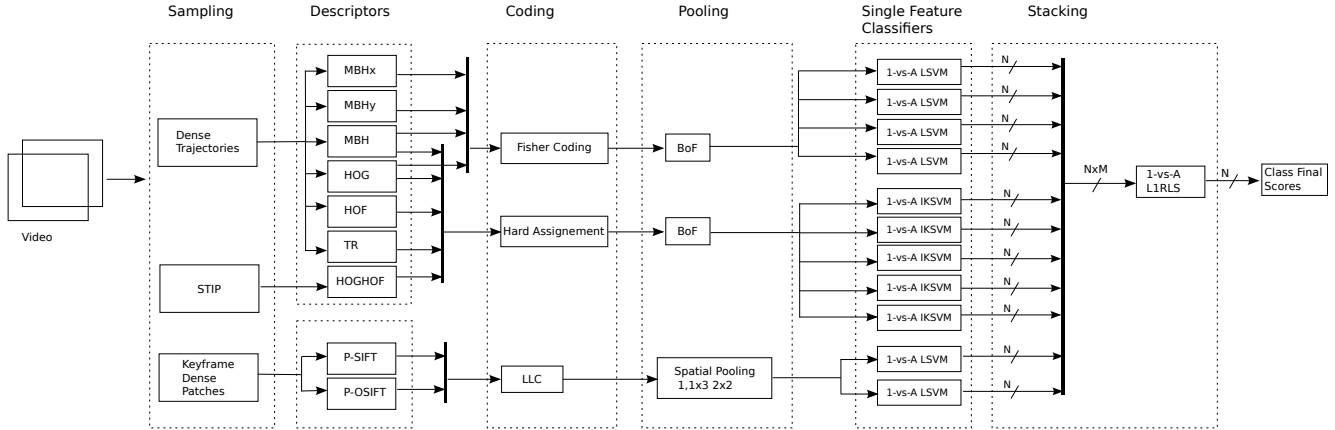 Sampling
Descriptors
Coding
Pooling
Single Feature
Classifiers
Stacking
Video
Dense
Trajectories
STIP
Keyframe
Dense
Patches
MBHx
MBHy
MBH
HOG
HOF
TR
HOGHOF
P-SIFT
P-OSIFT
Fisher Coding
Hard Assignement
LLC
BoF
BoF
Spatial Pooling
1,1x3 2x2
1-vs-A LSVM
1-vs-A LSVM
1-vs-A LSVM
1-vs-A LSVM
1-vs-A IKSVM
1-vs-A IKSVM
1-vs-A IKSVM
1-vs-A IKSVM
1-vs-A IKSVM
1-vs-A LSVM
1-vs-A LSVM
N
N
N
N
N
N
N
N
N
N
N
NxM
1-vs-A
L1RLS
N
Class Final
Scores